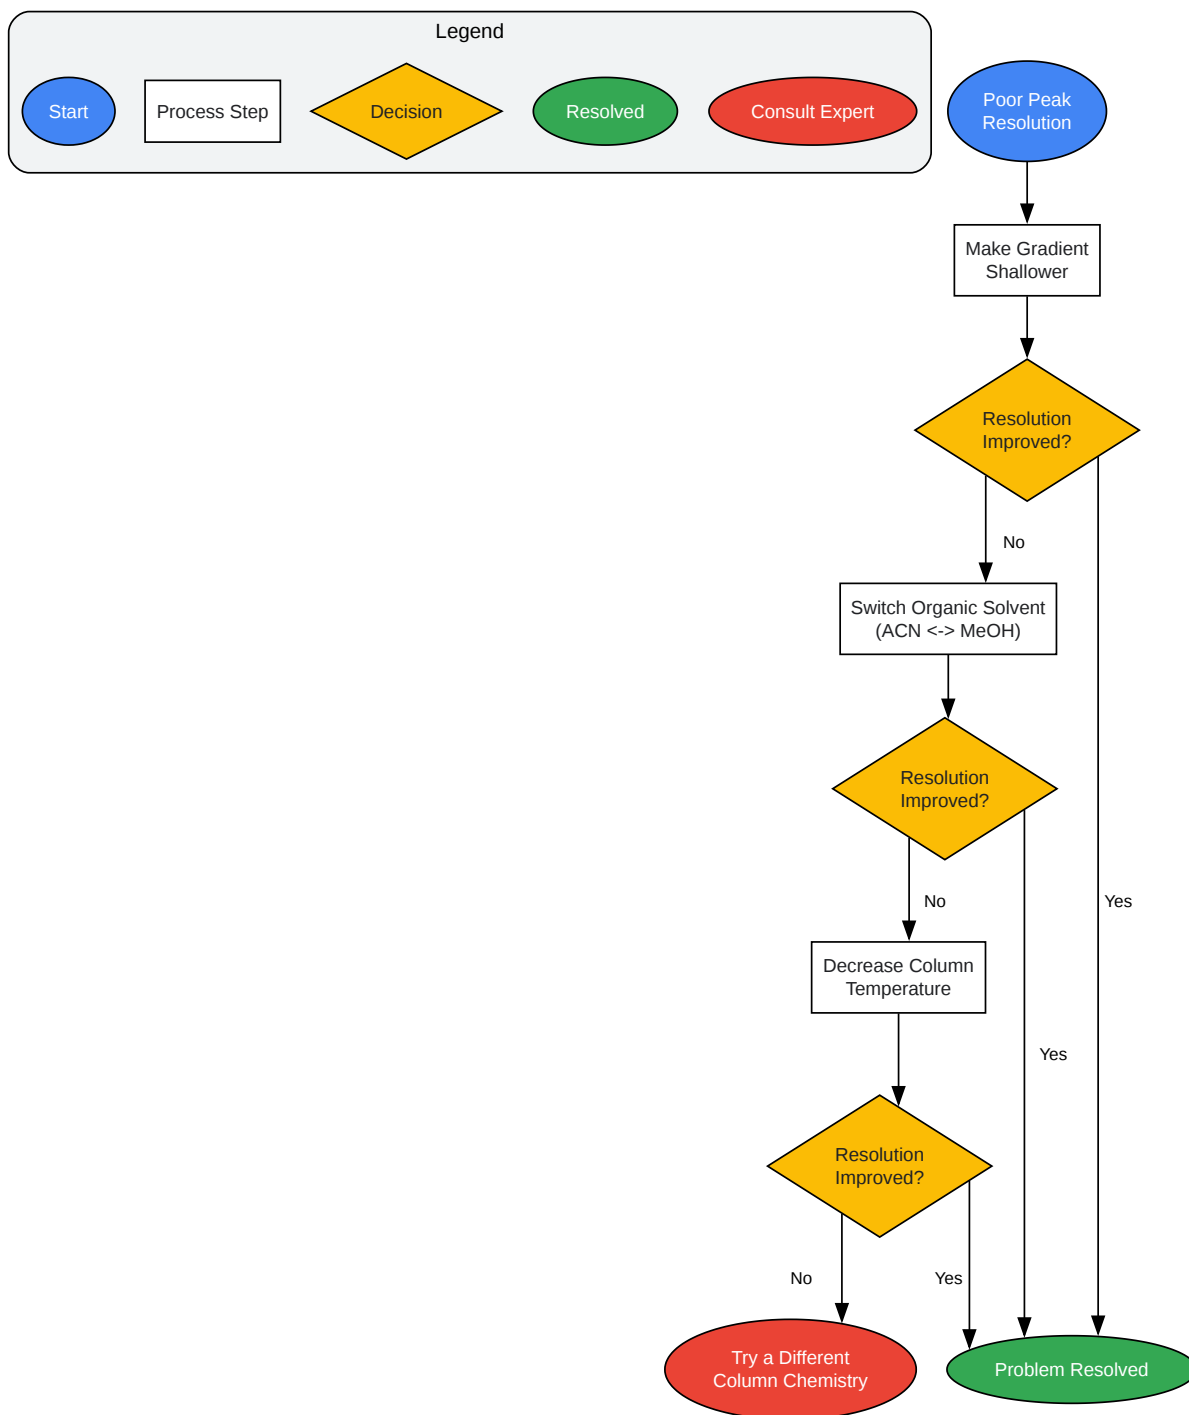 Legend
Start
Process Step
Decision
Resolved
Consult Expert
Poor Peak
Resolution
Make Gradient
Shallower
Resolution
Improved?
No
Switch Organic Solvent
(ACN <-> MeOH)
Resolution
Improved?
No
Yes
Decrease Column
Temperature
Yes
Resolution
Improved?
No
Yes
Try a Different
Column Chemistry
Problem Resolved